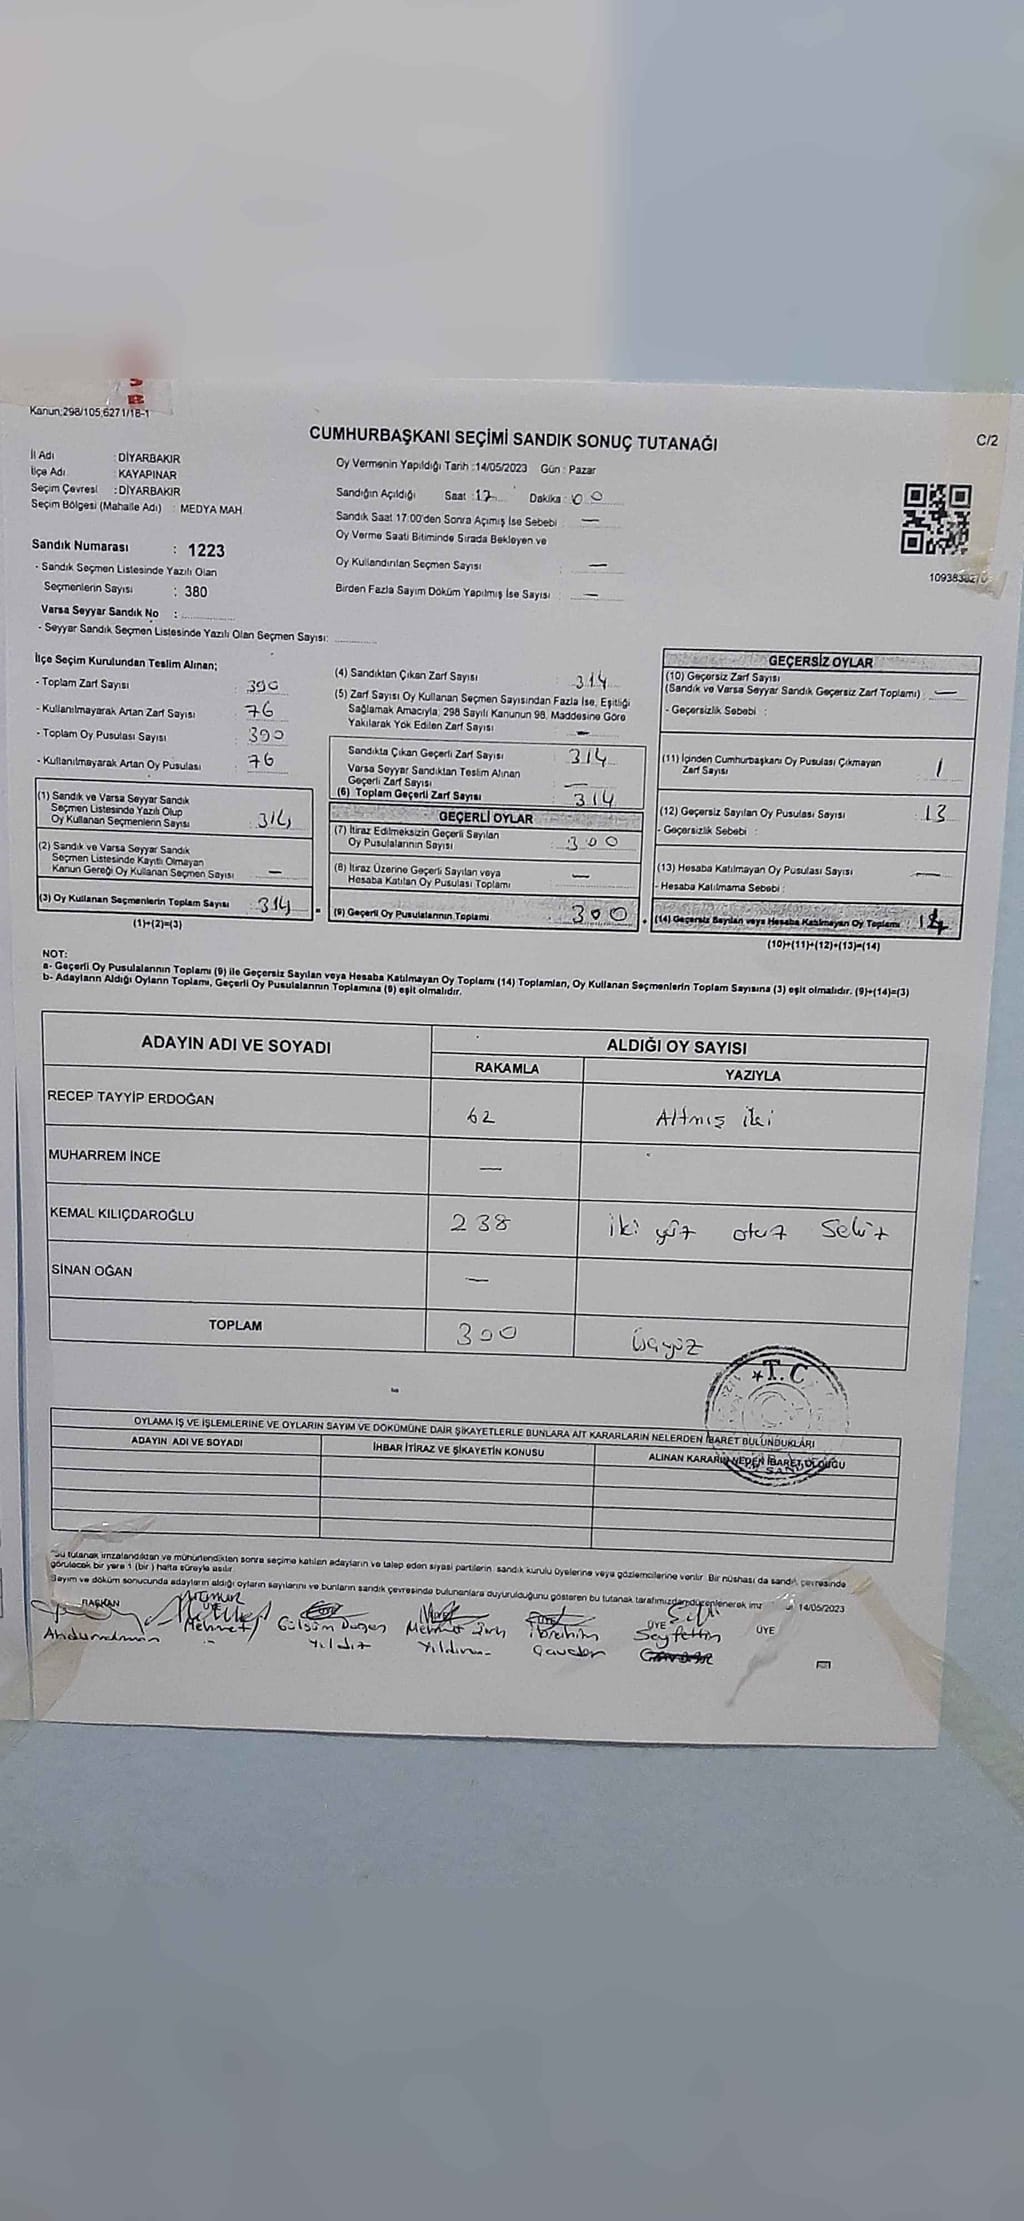 Kanun,298/105,6271/18-1
CUMHURBAŞKANI SEÇİMİ SANDIK SONUÇ TUTANAĞI
C/2
İl Adı : DİYARBAKIR
İlçe Adı : KAYAPINAR
Seçim Çevresi : DİYARBAKIR
Seçim Bölgesi (Mahalle Adı) : MEDYA MAH
Sandık Numarası : 1223
- Sandık Seçmen Listesinde Yazılı Olan
Seçmenlerin Sayısı : 380
Varsa Seyyar Sandık No :
- Seyyar Sandık Seçmen Listesinde Yazılı Olan Seçmen Sayısı:
Oy Vermenin Yapıldığı Tarih :14/05/2023 Gün : Pazar
Sandığın Açıldığı Saat :17 Dakika :00
Sandık Saat 17:00'den Sonra Açımış İse Sebebi : —
Oy Verme Saati Bitiminde Sırada Bekleyen ve
Oy Kullandırılan Seçmen Sayısı : —
Birden Fazla Sayım Döküm Yapılmış İse Sayısı : —
İlçe Seçim Kurulundan Teslim Alınan;
- Toplam Zarf Sayısı : 390
- Kullanılmayarak Artan Zarf Sayısı : 76
- Toplam Oy Pusulası Sayısı : 390
- Kullanılmayarak Artan Oy Pusulası : 76
(1) Sandık ve Varsa Seyyar Sandık
Seçmen Listesinde Yazılı Olup
Oy Kullanan Seçmenlerin Sayısı : 314
(2) Sandık ve Varsa Seyyar Sandık
Seçmen Listesinde Kayıtlı Olmayan
Kanun Gereği Oy Kullanan Seçmen Sayısı : —
(3) Oy Kullanan Seçmenlerin Toplam Sayısı : 314
(1)+(2)=(3)
(4) Sandıktan Çıkan Zarf Sayısı : 314
(5) Zarf Sayısı Oy Kullanan Seçmen Sayısından Fazla İse, Eşitliği
Sağlamak Amacıyla, 298 Sayılı Kanunun 98. Maddesine Göre
Yakılarak Yok Edilen Zarf Sayısı : —
Sandıkta Çıkan Geçerli Zarf Sayısı : 314
Varsa Seyyar Sandıktan Teslim Alınan
Geçerli Zarf Sayısı : —
(6) Toplam Geçerli Zarf Sayısı : 314
GEÇERLİ OYLAR
(7) İtiraz Edilmeksizin Geçerli Sayılan
Oy Pusulalarının Sayısı : 300
(8) İtiraz Üzerine Geçerli Sayılan veya
Hesaba Katılan Oy Pusulası Toplamı : —
(9) Geçerli Oy Pusulalarının Toplamı : 300
GEÇERSİZ OYLAR
(10) Geçersiz Zarf Sayısı
(Sandık ve Varsa Seyyar Sandık Geçersiz Zarf Toplamı) : —
- Geçersizlik Sebebi :
(11) İçinden Cumhurbaşkanı Oy Pusulası Çıkmayan
Zarf Sayısı : 1
(12) Geçersiz Sayılan Oy Pusulası Sayısı : 13
- Geçersizlik Sebebi :
(13) Hesaba Katılmayan Oy Pusulası Sayısı : —
- Hesaba Katılmama Sebebi :
(14) Geçersiz Sayılan veya Hesaba Katılmayan Oy Toplamı : 14
(10)+(11)+(12)+(13)=(14)
NOT:
a- Geçerli Oy Pusulalarının Toplamı (9) ile Geçersiz Sayılan veya Hesaba Katılmayan Oy Toplamı (14) Toplamları, Oy Kullanan Seçmenlerin Toplam Sayısına (3) eşit olmalıdır. (9)+(14)=(3)
b- Adayların Aldığı Oyların Toplamı, Geçerli Oy Pusulalarının Toplamına (9) eşit olmalıdır.
ADAYIN ADI VE SOYADI
ALDIĞI OY SAYISI
RAKAMLA YAZIYLA
RECEP TAYYİP ERDOĞAN 62 Altmış iki
MUHARREM İNCE —
KEMAL KILIÇDAROĞLU 238 iki yüz otuz Sekiz
SİNAN OĞAN —
TOPLAM 300 Üçyüz
T.C
OYLAMA İŞ VE İŞLEMLERİNE VE OYLARIN SAYIM VE DÖKÜMÜNE DAİR ŞİKAYETLERLE BUNLARA AİT KARARLARIN NELERDEN İBARET BULUNDUKLARI
ADAYIN ADI VE SOYADI İHBAR İTİRAZ VE ŞİKAYETİN KONUSU ALINAN KARARIN NEDEN İBARET OLDUĞU
Bu tutanak imzalandıktan ve mühürlendikten sonra seçime katılan adayların ve talep eden siyasi partilerin sandık kurulu üyelerine veya gözlemcilerine verilir. Bir nüshası da sandık çevresinde
görülecek bir yere 1 (bir) hafta süreyle asılır.
Sayım ve döküm sonucunda adayların aldığı oyların sayılarını ve bunların sandık çevresinde bulunanlara duyurulduğunu gösteren bu tutanak tarafımızdan düzenlenerek imz 14/05/2023
BAŞKAN ÜYE ÜYE ÜYE ÜYE ÜYE ÜYE
Mehmet Gülsüm Doğan Mehmet İbrahim Seyfettin
Yıldız Yıldırım